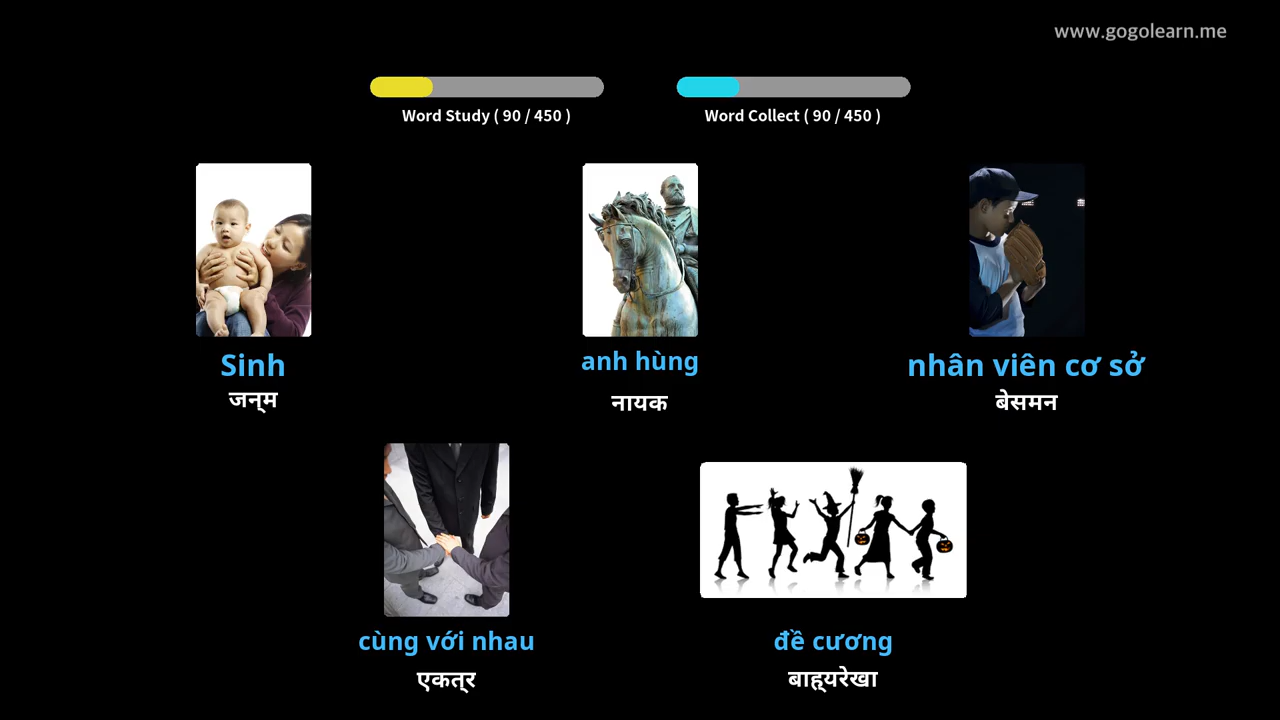 www.gogolearn.me
Word Study ( 90 / 450 )
Word Collect ( 90 / 450 )
Sinh
जन्म
anh hùng
नायक
nhân viên cơ sở
बेसमन
cùng với nhau
एकत्र
đề cương
बाह्यरेखा